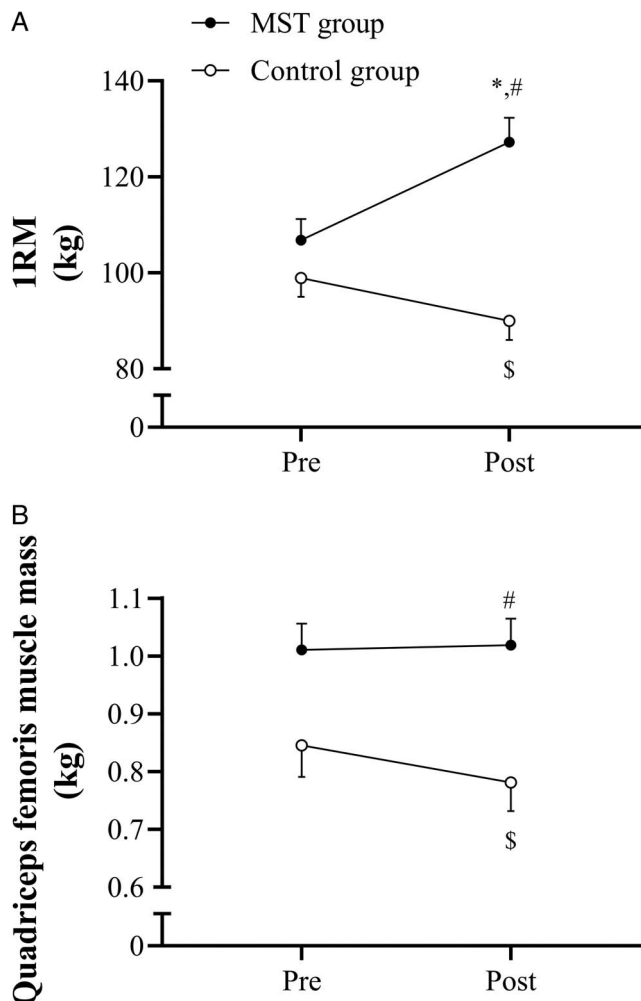 A
MST group
Control group
1RM
(kg)
140
120
100
80
0
*,#
$
Pre
Post
B
Quadriceps femoris muscle mass
(kg)
1.1
1.0
0.9
0.8
0.7
0.6
0
#
$
Pre
Post